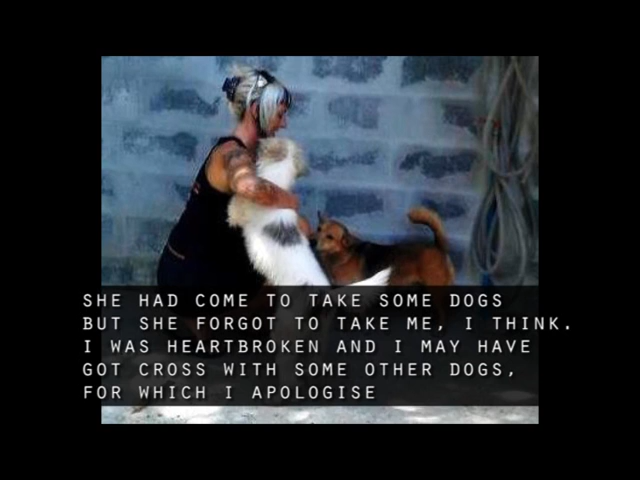 SHE HAD COME TO TAKE SOME DOGS
BUT SHE FORGOT TO TAKE ME, I THINK.
I WAS HEARTBROKEN AND I MAY HAVE
GOT CROSS WITH SOME OTHER DOGS,
FOR WHICH I APOLOGISE